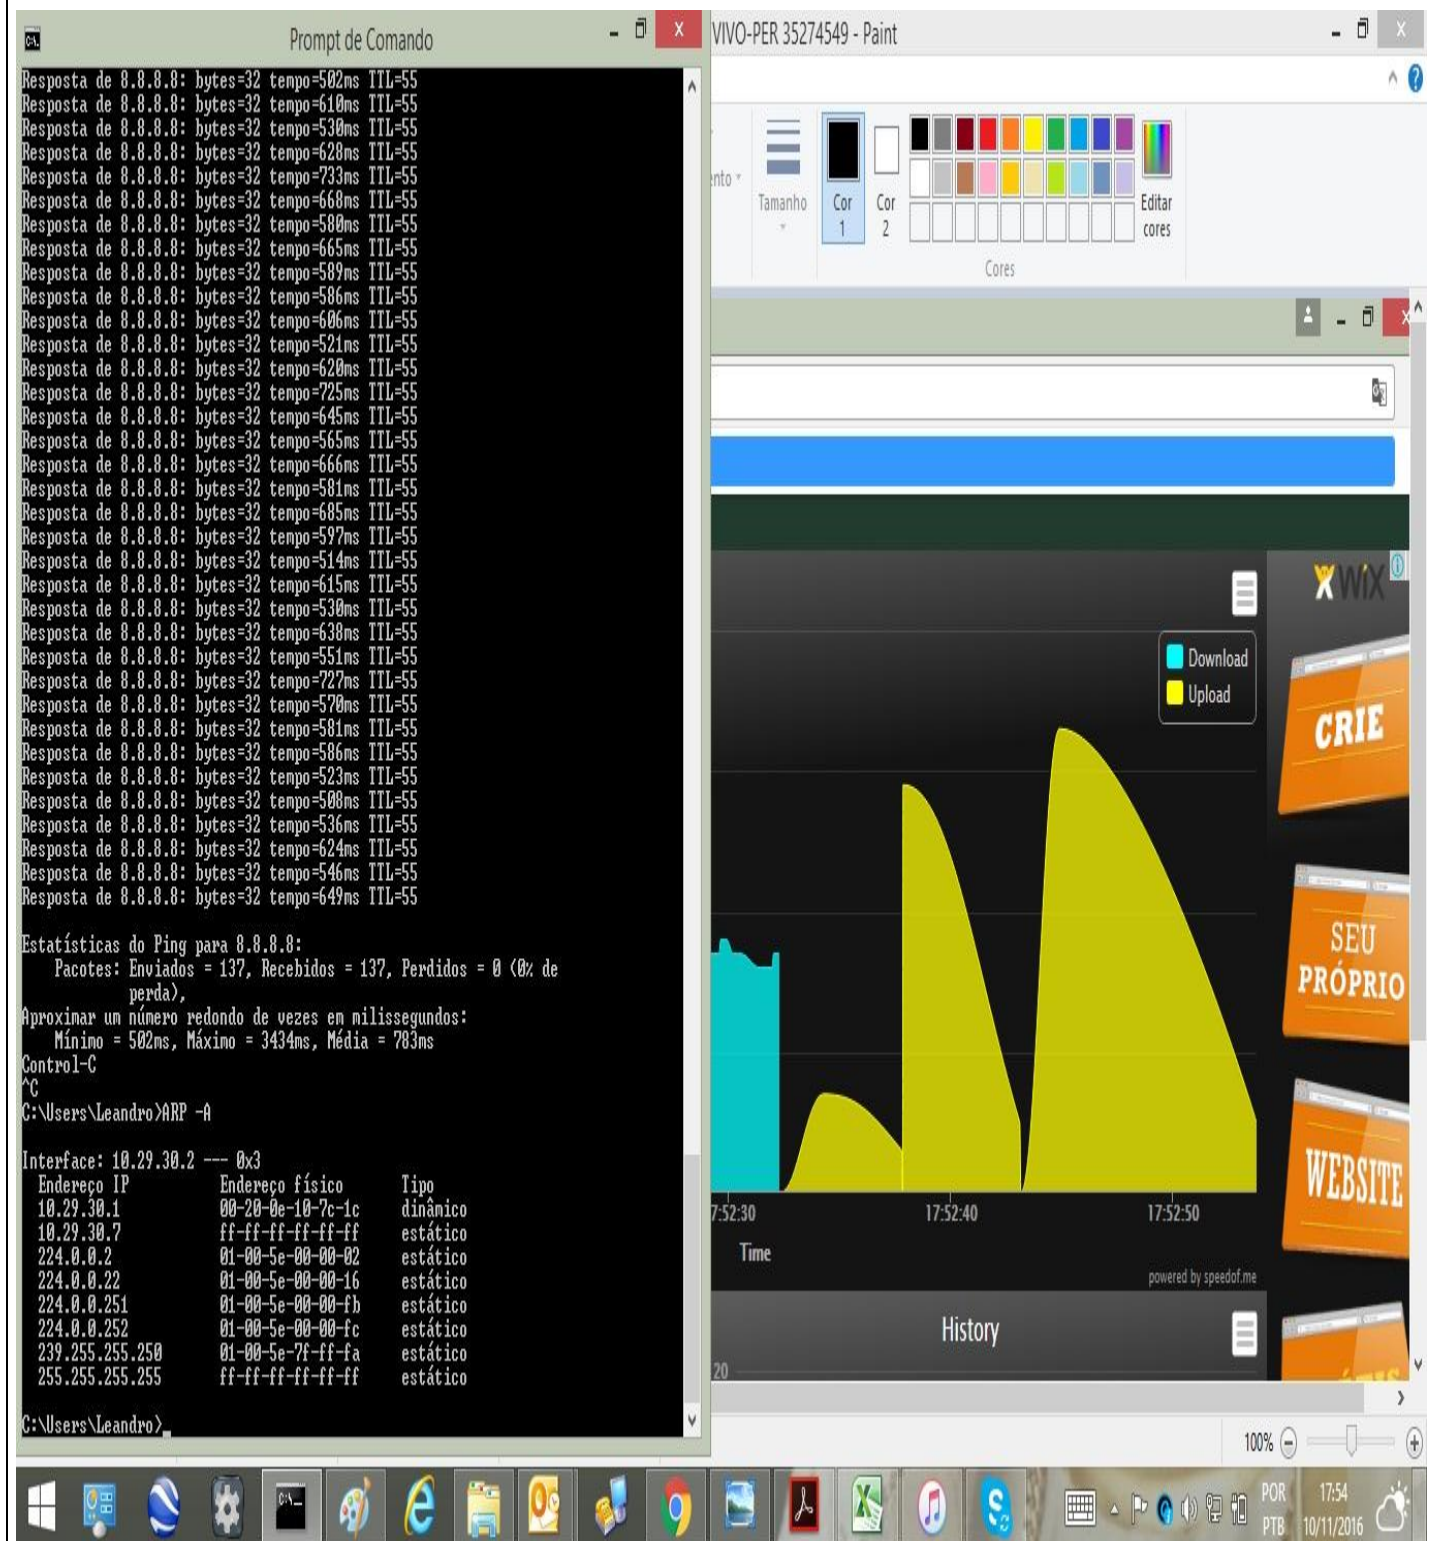 Prompt de Comando
Resposta de 8.8.8.8: bytes=32 tempo=502ms TTL=55
Resposta de 8.8.8.8: bytes=32 tempo=610ms TTL=55
Resposta de 8.8.8.8: bytes=32 tempo=530ms TTL=55
Resposta de 8.8.8.8: bytes=32 tempo=628ms TTL=55
Resposta de 8.8.8.8: bytes=32 tempo=733ms TTL=55
Resposta de 8.8.8.8: bytes=32 tempo=668ms TTL=55
Resposta de 8.8.8.8: bytes=32 tempo=580ms TTL=55
Resposta de 8.8.8.8: bytes=32 tempo=665ms TTL=55
Resposta de 8.8.8.8: bytes=32 tempo=589ms TTL=55
Resposta de 8.8.8.8: bytes=32 tempo=586ms TTL=55
Resposta de 8.8.8.8: bytes=32 tempo=606ms TTL=55
Resposta de 8.8.8.8: bytes=32 tempo=521ms TTL=55
Resposta de 8.8.8.8: bytes=32 tempo=620ms TTL=55
Resposta de 8.8.8.8: bytes=32 tempo=725ms TTL=55
Resposta de 8.8.8.8: bytes=32 tempo=645ms TTL=55
Resposta de 8.8.8.8: bytes=32 tempo=565ms TTL=55
Resposta de 8.8.8.8: bytes=32 tempo=666ms TTL=55
Resposta de 8.8.8.8: bytes=32 tempo=581ms TTL=55
Resposta de 8.8.8.8: bytes=32 tempo=685ms TTL=55
Resposta de 8.8.8.8: bytes=32 tempo=597ms TTL=55
Resposta de 8.8.8.8: bytes=32 tempo=514ms TTL=55
Resposta de 8.8.8.8: bytes=32 tempo=615ms TTL=55
Resposta de 8.8.8.8: bytes=32 tempo=530ms TTL=55
Resposta de 8.8.8.8: bytes=32 tempo=638ms TTL=55
Resposta de 8.8.8.8: bytes=32 tempo=551ms TTL=55
Resposta de 8.8.8.8: bytes=32 tempo=727ms TTL=55
Resposta de 8.8.8.8: bytes=32 tempo=570ms TTL=55
Resposta de 8.8.8.8: bytes=32 tempo=581ms TTL=55
Resposta de 8.8.8.8: bytes=32 tempo=586ms TTL=55
Resposta de 8.8.8.8: bytes=32 tempo=523ms TTL=55
Resposta de 8.8.8.8: bytes=32 tempo=508ms TTL=55
Resposta de 8.8.8.8: bytes=32 tempo=536ms TTL=55
Resposta de 8.8.8.8: bytes=32 tempo=624ms TTL=55
Resposta de 8.8.8.8: bytes=32 tempo=546ms TTL=55
Resposta de 8.8.8.8: bytes=32 tempo=649ms TTL=55
Estatísticas do Ping para 8.8.8.8:
Pacotes: Enviados = 137, Recebidos = 137, Perdidos = 0 (0% de
perda),
Aproximar um número redondo de vezes em milissegundos:
Mínimo = 502ms, Máximo = 3434ms, Média = 783ms
Control-C
^C
C:\Users\Leandro>ARP -A
Interface: 10.29.30.2 --- 0x3
Endereço IP Endereço físico Tipo
10.29.30.1 00-20-0e-10-7c-1c dinâmico
10.29.30.7 ff-ff-ff-ff-ff-ff estático
224.0.0.2 01-00-5e-00-00-02 estático
224.0.0.22 01-00-5e-00-00-16 estático
224.0.0.251 01-00-5e-00-00-fb estático
224.0.0.252 01-00-5e-00-00-fc estático
239.255.255.250 01-00-5e-7f-ff-fa estático
255.255.255.255 ff-ff-ff-ff-ff-ff estático
C:\Users\Leandro>_
VIVO-PER 35274549 - Paint
ento
Tamanho
Cor 1
Cor 2
Editar cores
Cores
Download
Upload
7:52:30 17:52:40 17:52:50
Time
powered by speedof.me
History
20
WiX
CRIE
SEU
PRÓPRIO
WEBSITE
100%
POR
PTB
17:54
10/11/2016